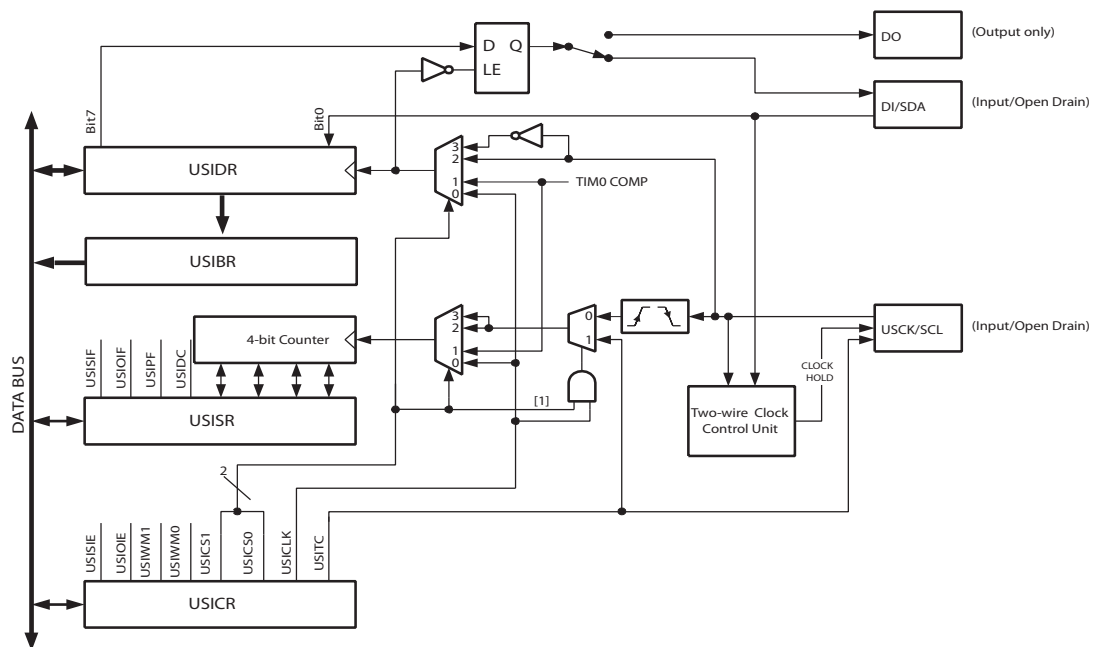 DO (Output only)
D Q
LE
DI/SDA (Input/Open Drain)
Bit7
Bit0
3
2
1
0
TIM0 COMP
USIDR
USIBR
4-bit Counter
3
2
1
0
0
1
USCK/SCL (Input/Open Drain)
CLOCK
HOLD
USISIF
USIOIF
USIPF
USIDC
[1]
Two-wire Clock
Control Unit
USISR
DATA BUS
2
USISIE
USIOIE
USIWM1
USIWM0
USICS1
USICS0
USICLK
USITC
USICR